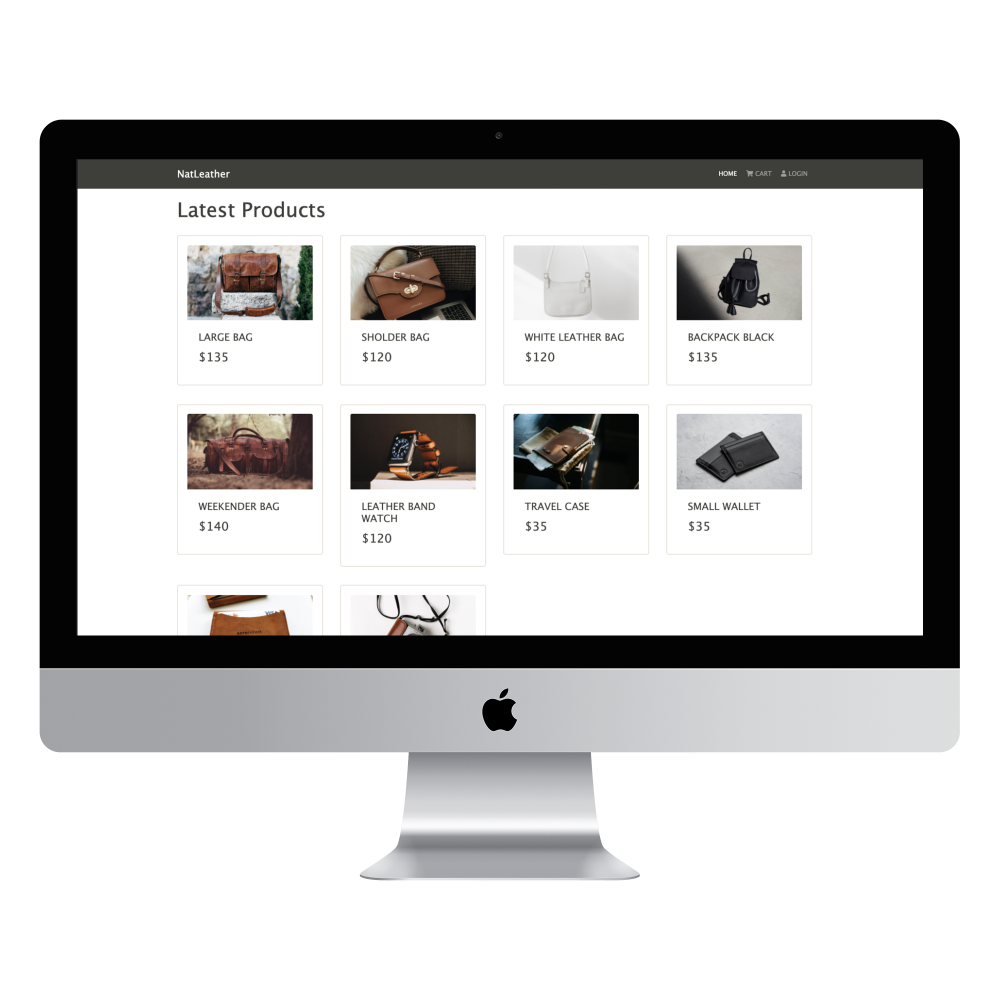 NatLeather
HOME CART LOGIN
Latest Products
LARGE BAG
$135
SHOLDER BAG
$120
WHITE LEATHER BAG
$120
BACKPACK BLACK
$135
WEEKENDER BAG
$140
LEATHER BAND
WATCH
$120
TRAVEL CASE
$35
SMALL WALLET
$35